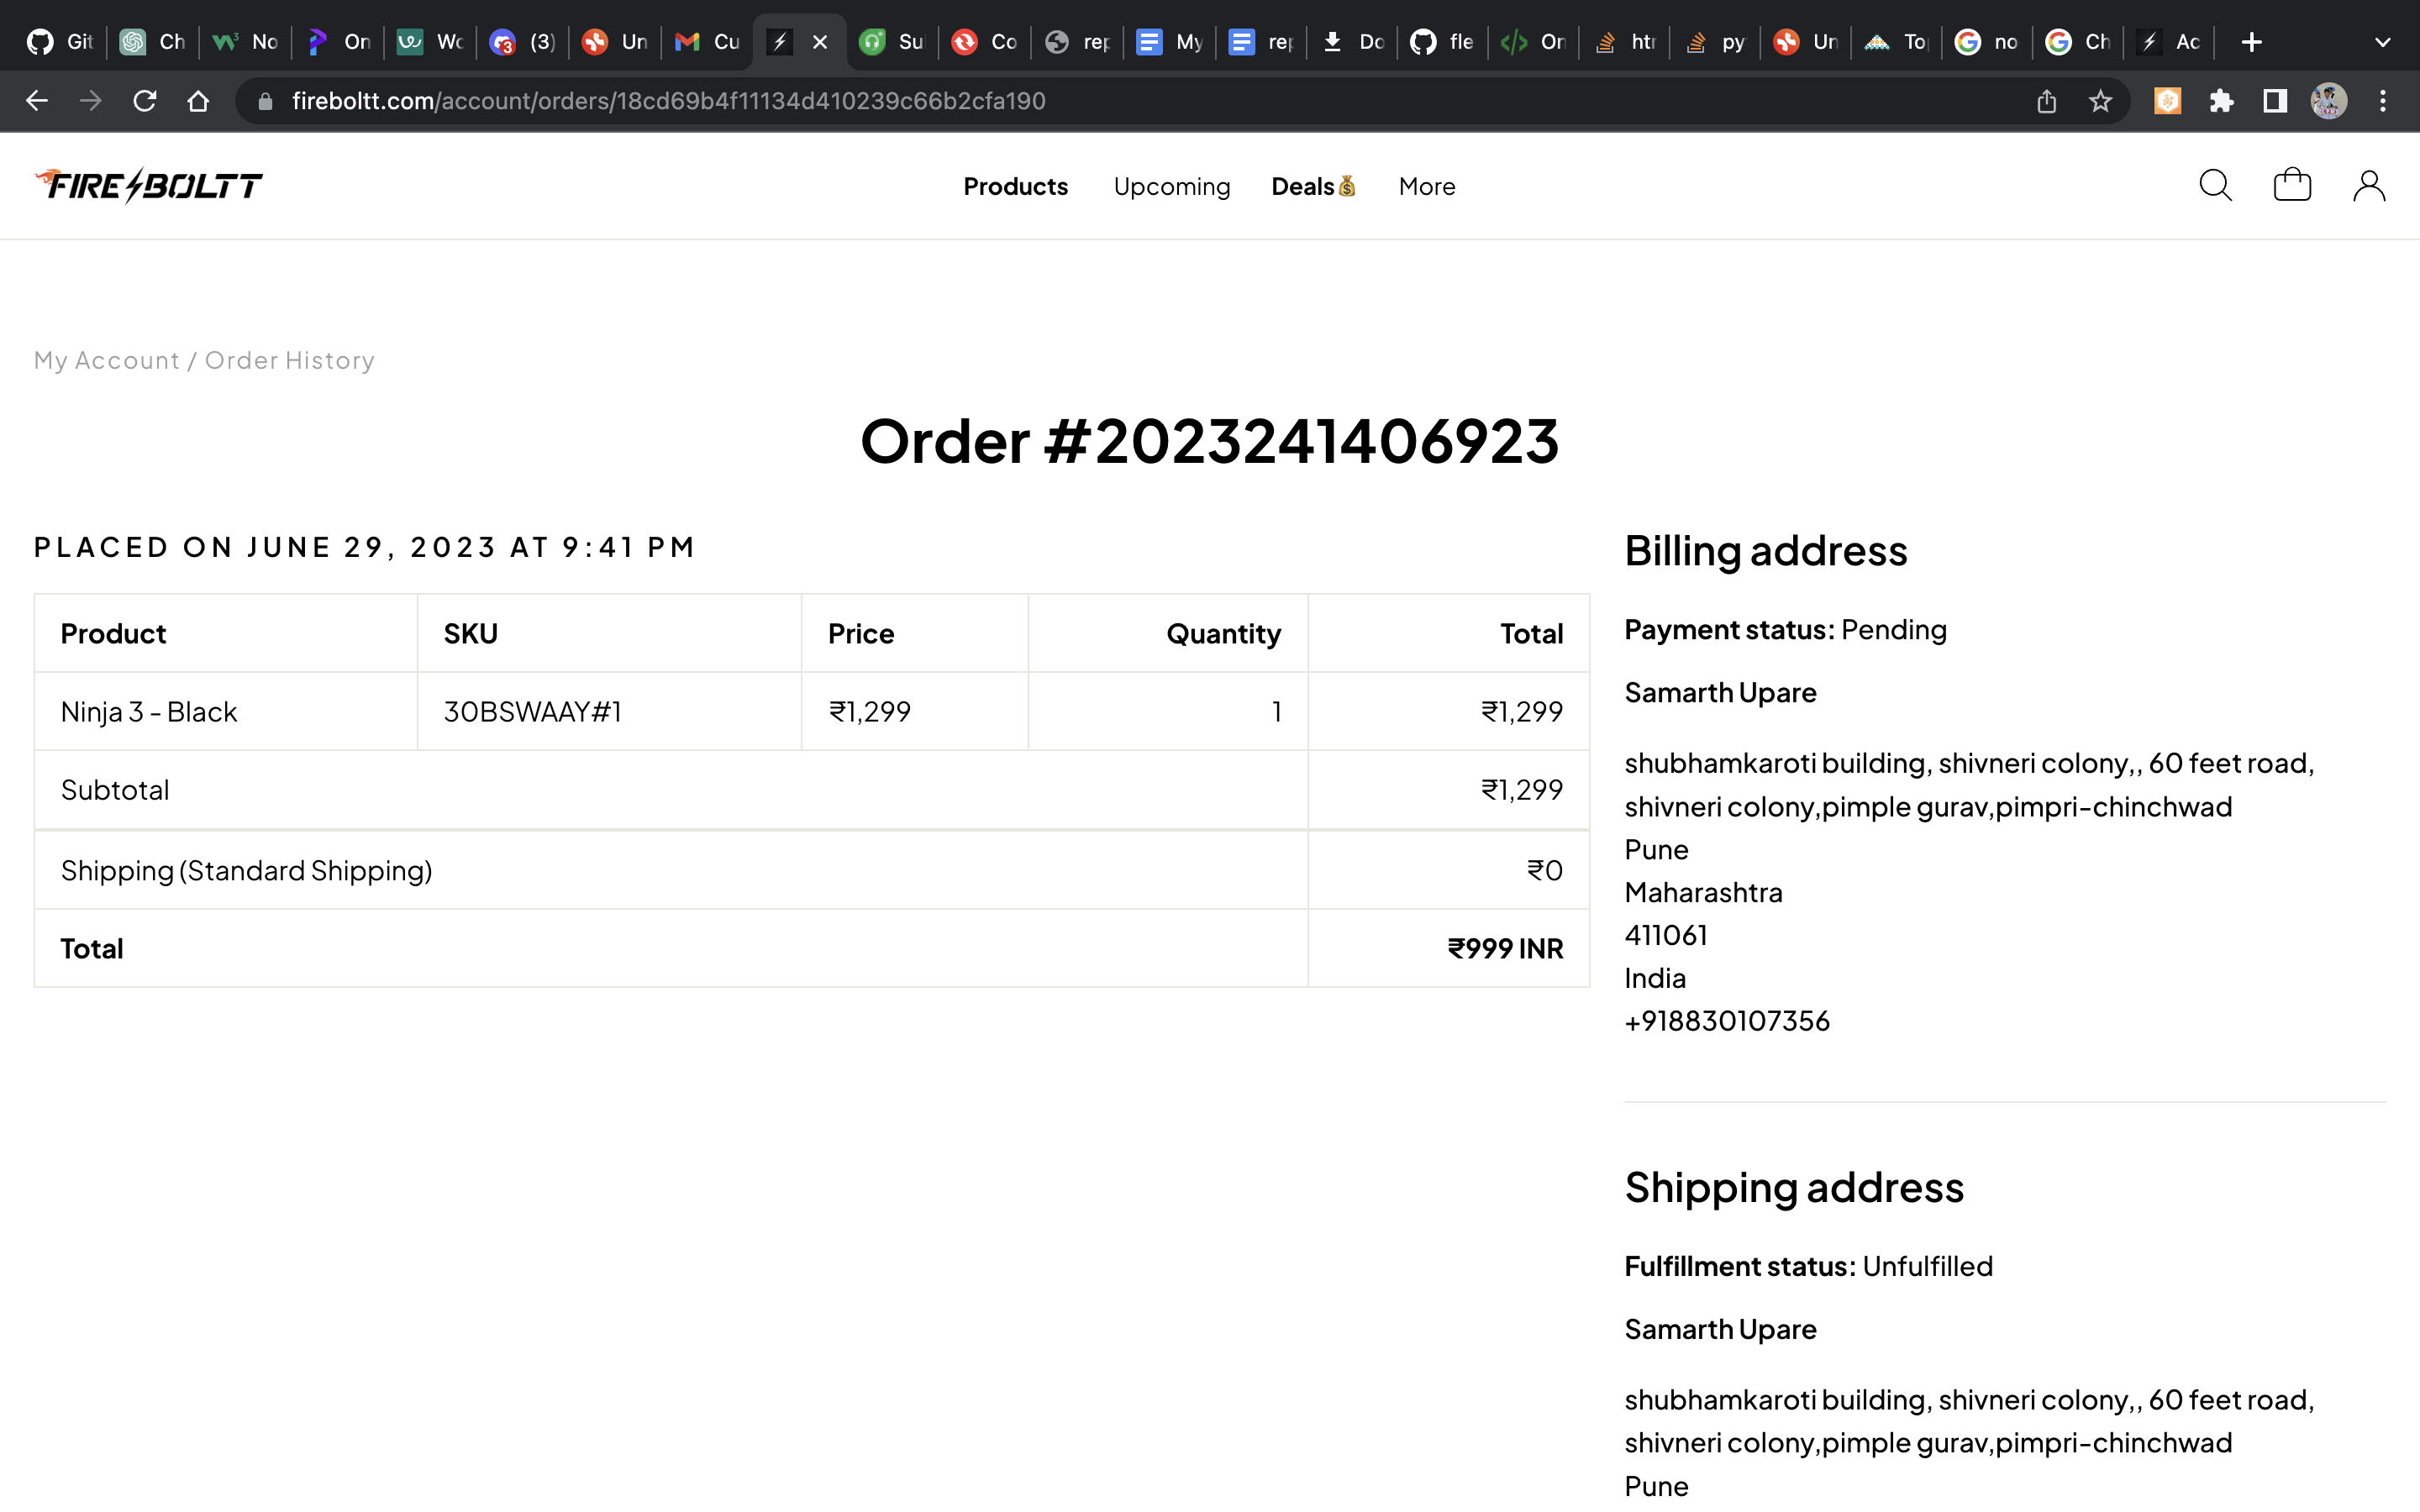 Git
Ch
No
On
Wo
(3)
Un
Cu
Su
Co
rep
My
rep
Do
fle
On
htr
py
Un
To
no
Ch
Ac
fireboltt.com/account/orders/18cd69b4f11134d410239c66b2cfa190
FIRE BOLTT
Products Upcoming Deals More
My Account / Order History
Order #2023241406923
PLACED ON JUNE 29, 2023 AT 9:41 PM
Product SKU Price Quantity Total
Ninja 3 - Black 30BSWAAY#1 ₹1,299 1 ₹1,299
Subtotal ₹1,299
Shipping (Standard Shipping) ₹0
Total ₹999 INR
Billing address
Payment status: Pending
Samarth Upare
shubhamkaroti building, shivneri colony,, 60 feet road,
shivneri colony,pimple gurav,pimpri-chinchwad
Pune
Maharashtra
411061
India
+918830107356
Shipping address
Fulfillment status: Unfulfilled
Samarth Upare
shubhamkaroti building, shivneri colony,, 60 feet road,
shivneri colony,pimple gurav,pimpri-chinchwad
Pune